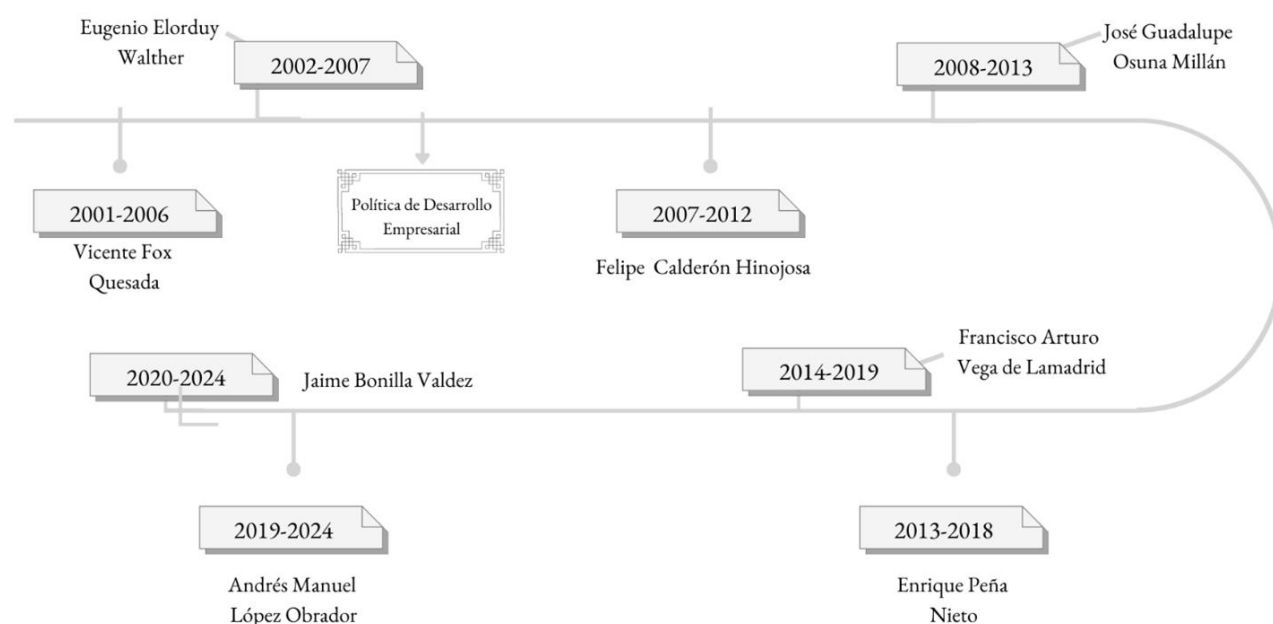 Eugenio Elorduy
Walther
2002-2007
José Guadalupe
Osuna Millán
2008-2013
2001-2006
Vicente Fox
Quesada
Política de Desarrollo
Empresarial
2007-2012
Felipe Calderón Hinojosa
2020-2024
Jaime Bonilla Valdez
2014-2019
Francisco Arturo
Vega de Lamadrid
2019-2024
Andrés Manuel
López Obrador
2013-2018
Enrique Peña
Nieto